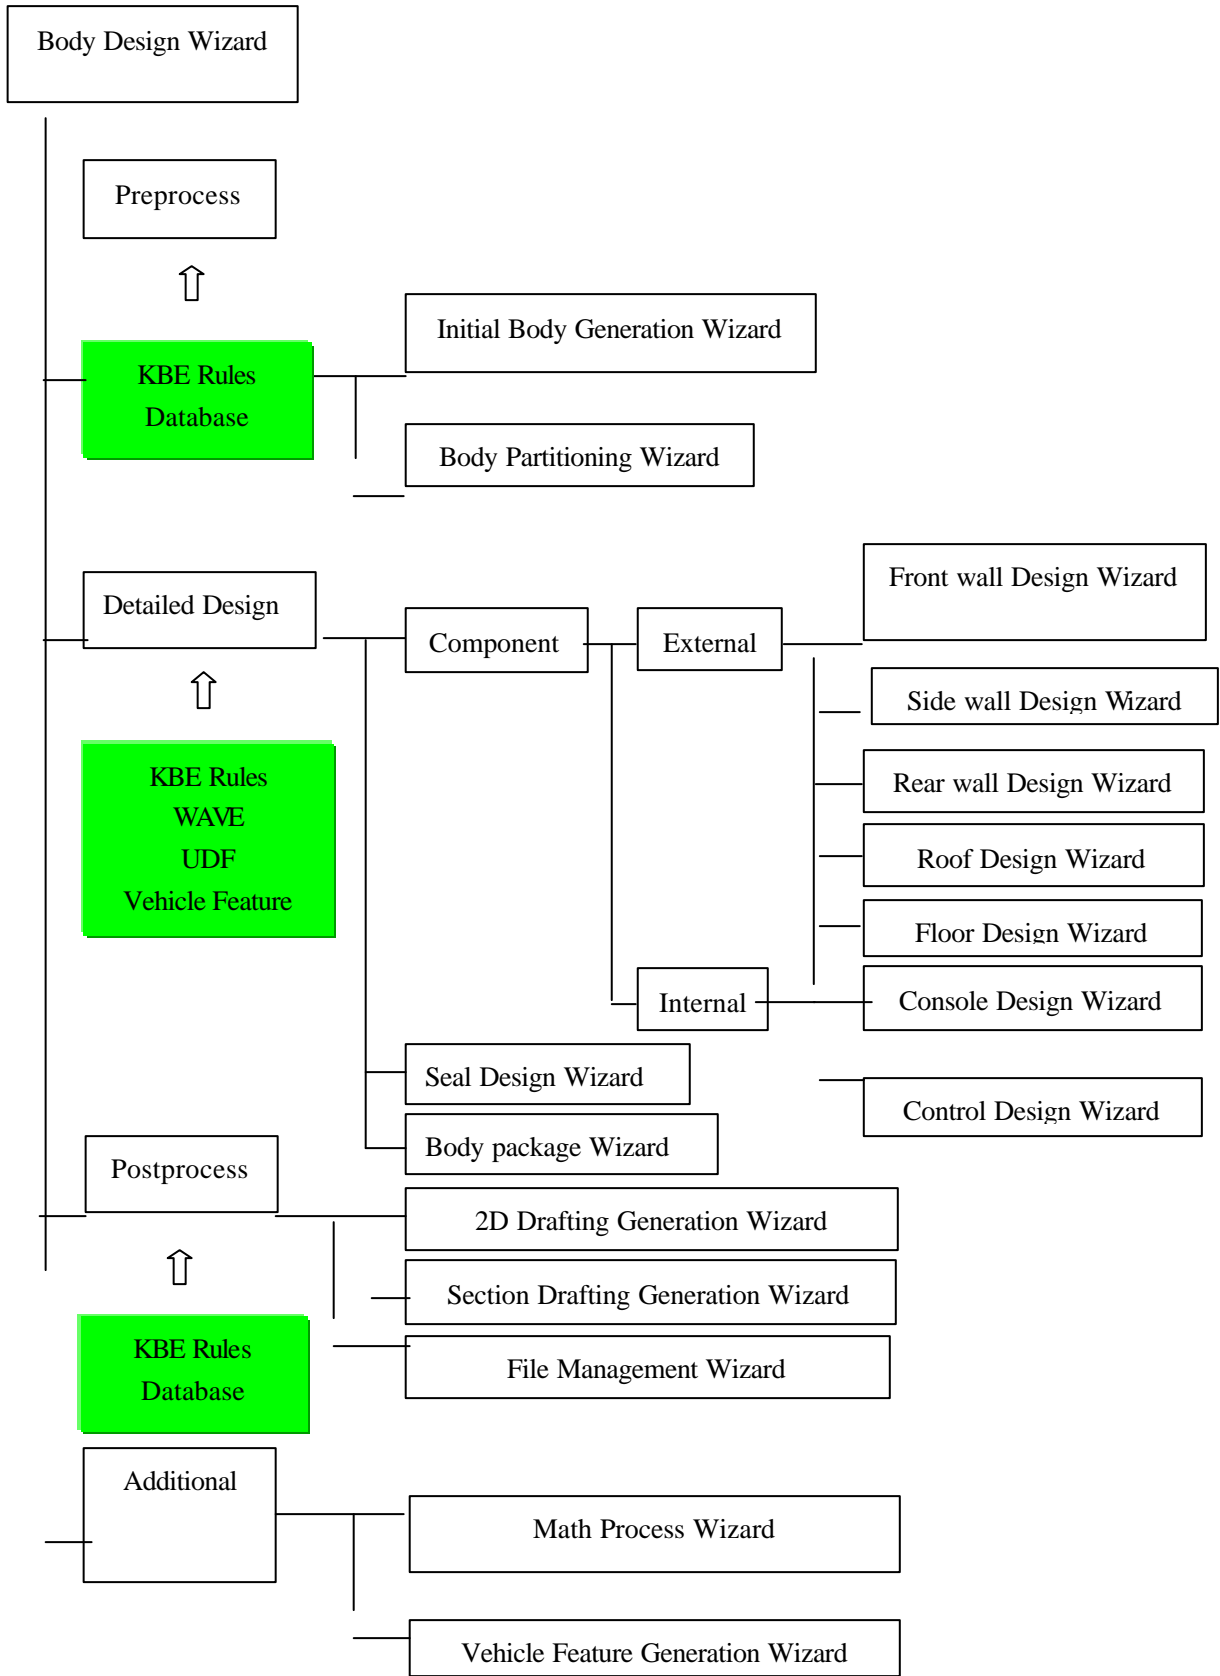 Body Design Wizard
Preprocess
KBE Rules
Database
Initial Body Generation Wizard
Body Partitioning Wizard
Detailed Design
KBE Rules
WAVE
UDF
Vehicle Feature
Component
External
Front wall Design Wizard
Side wall Design Wizard
Rear wall Design Wizard
Roof Design Wizard
Floor Design Wizard
Internal
Console Design Wizard
Control Design Wizard
Seal Design Wizard
Body package Wizard
Postprocess
KBE Rules
Database
2D Drafting Generation Wizard
Section Drafting Generation Wizard
File Management Wizard
Additional
Math Process Wizard
Vehicle Feature Generation Wizard